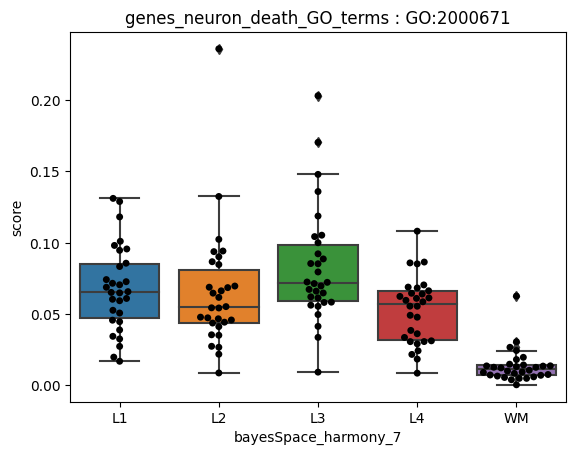 genes_neuron_death_GO_terms : GO:2000671
score
0.20
0.15
0.10
0.05
0.00
L1 L2 L3 L4 WM
bayesSpace_harmony_7